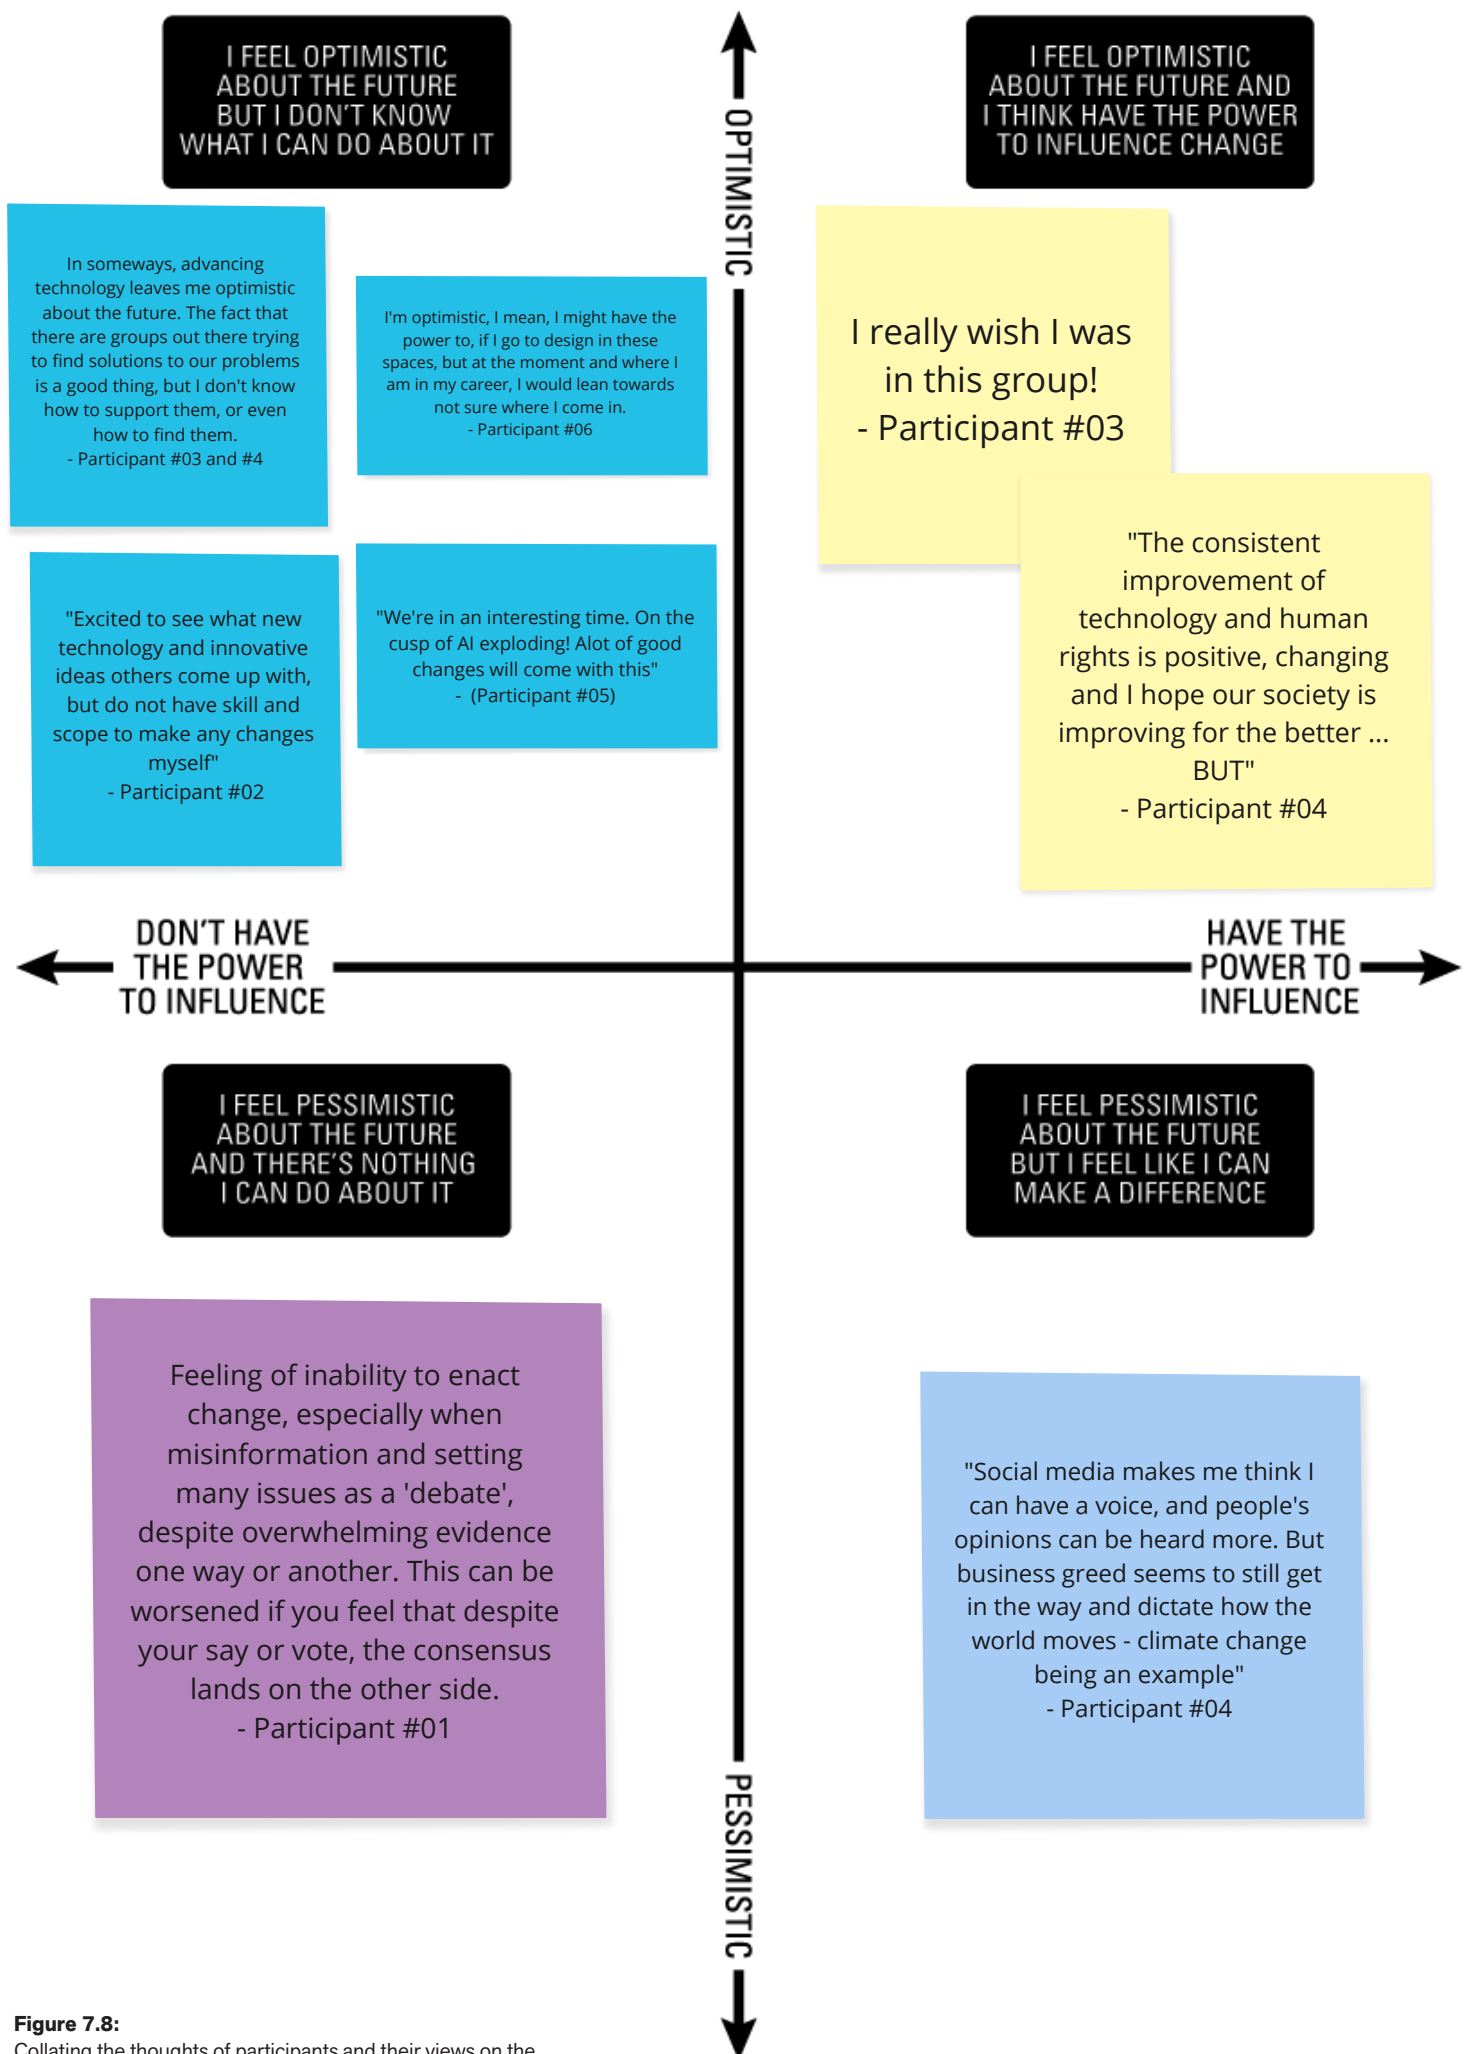 I FEEL OPTIMISTIC
ABOUT THE FUTURE
BUT I DON'T KNOW
WHAT I CAN DO ABOUT IT
I FEEL OPTIMISTIC
ABOUT THE FUTURE AND
I THINK HAVE THE POWER
TO INFLUENCE CHANGE
OPTIMISTIC
In someways, advancing
technology leaves me optimistic
about the future. The fact that
there are groups out there trying
to find solutions to our problems
is a good thing, but I don't know
how to support them, or even
how to find them.
- Participant #03 and #4
I'm optimistic, I mean, I might have the
power to, if I go to design in these
spaces, but at the moment and where I
am in my career, I would lean towards
not sure where I come in.
- Participant #06
I really wish I was
in this group!
- Participant #03
"Excited to see what new
technology and innovative
ideas others come up with,
but do not have skill and
scope to make any changes
myself"
- Participant #02
"We're in an interesting time. On the
cusp of AI exploding! Alot of good
changes will come with this"
- (Participant #05)
"The consistent
improvement of
technology and human
rights is positive, changing
and I hope our society is
improving for the better ...
BUT"
- Participant #04
DON'T HAVE
THE POWER
TO INFLUENCE
HAVE THE
POWER TO
INFLUENCE
I FEEL PESSIMISTIC
ABOUT THE FUTURE
AND THERE'S NOTHING
I CAN DO ABOUT IT
I FEEL PESSIMISTIC
ABOUT THE FUTURE
BUT I FEEL LIKE I CAN
MAKE A DIFFERENCE
Feeling of inability to enact
change, especially when
misinformation and setting
many issues as a 'debate',
despite overwhelming evidence
one way or another. This can be
worsened if you feel that despite
your say or vote, the consensus
lands on the other side.
- Participant #01
"Social media makes me think I
can have a voice, and people's
opinions can be heard more. But
business greed seems to still get
in the way and dictate how the
world moves - climate change
being an example"
- Participant #04
PESSIMISTIC
Figure 7.8:
Collating the thoughts of participants and their views on the